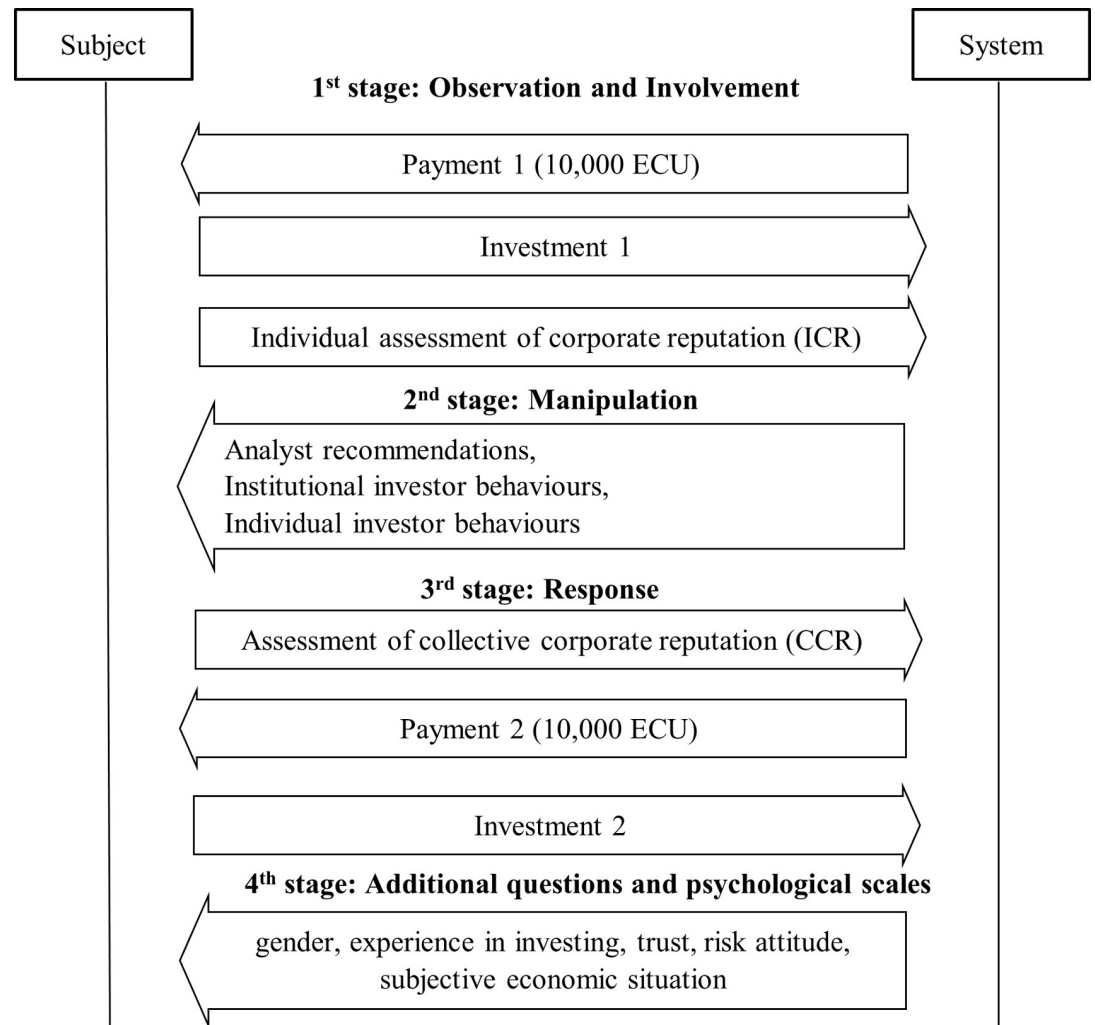 Subject
System
1st stage: Observation and Involvement
Payment 1 (10,000 ECU)
Investment 1
Individual assessment of corporate reputation (ICR)
2nd stage: Manipulation
Analyst recommendations,
Institutional investor behaviours,
Individual investor behaviours
3rd stage: Response
Assessment of collective corporate reputation (CCR)
Payment 2 (10,000 ECU)
Investment 2
4th stage: Additional questions and psychological scales
gender, experience in investing, trust, risk attitude,
subjective economic situation